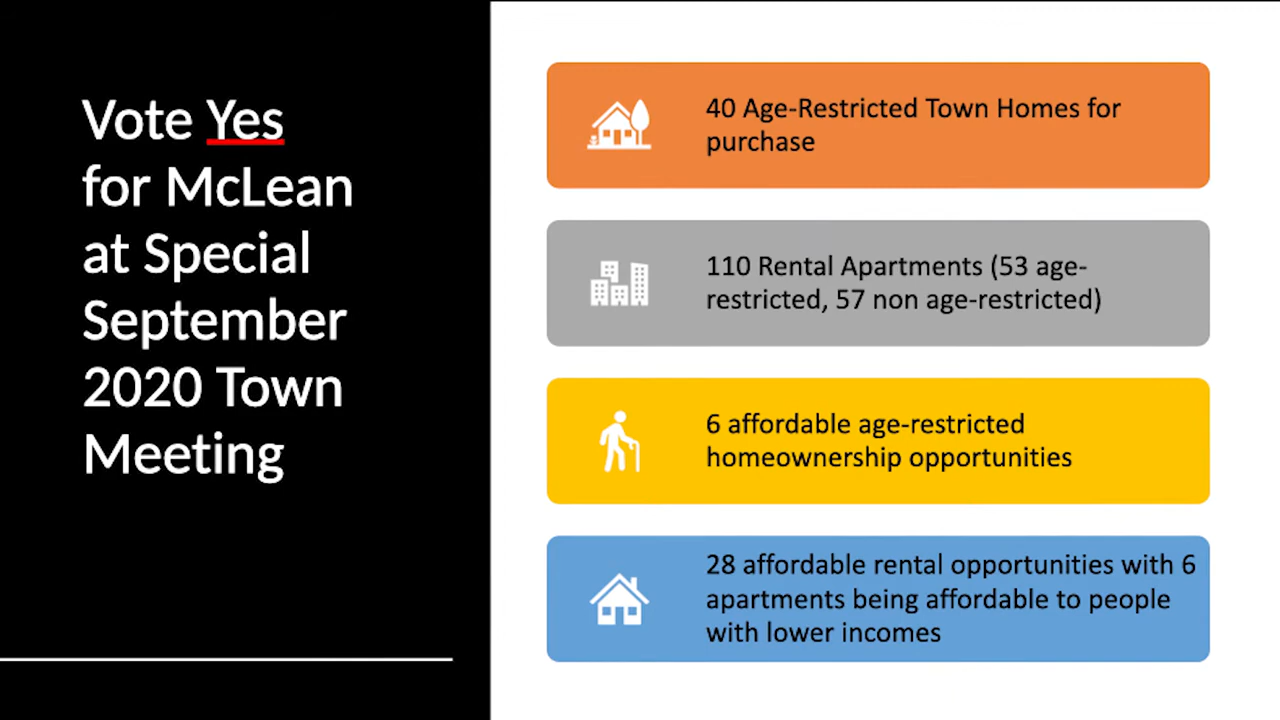 Vote Yes
for McLean
at Special
September
2020 Town
Meeting
40 Age-Restricted Town Homes for
purchase
110 Rental Apartments (53 age-
restricted, 57 non age-restricted)
6 affordable age-restricted
homeownership opportunities
28 affordable rental opportunities with 6
apartments being affordable to people
with lower incomes